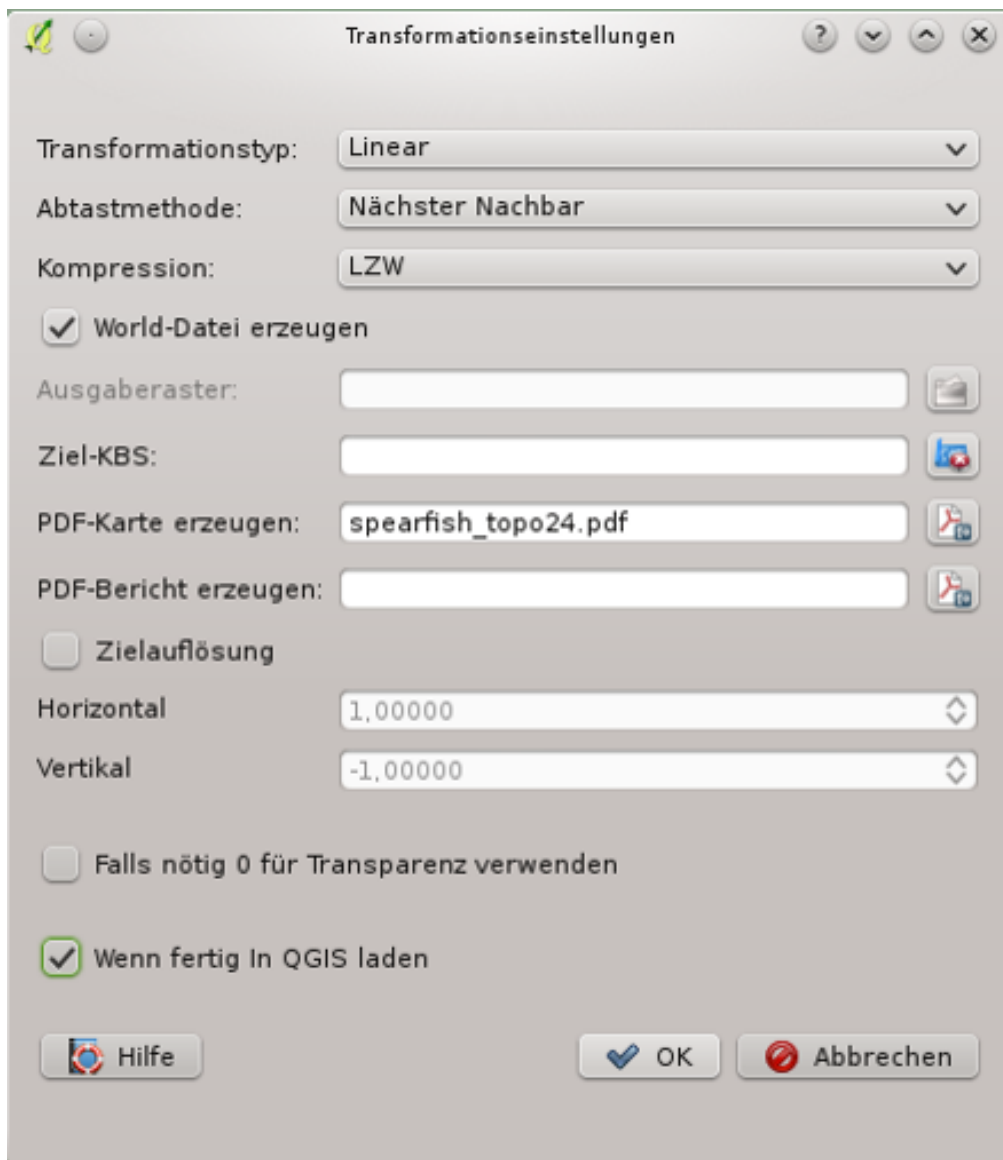 Transformationseinstellungen
Transformationstyp: Linear
Abtastmethode: Nächster Nachbar
Kompression: LZW
World-Datei erzeugen
Ausgaberaster:
Ziel-KBS:
PDF-Karte erzeugen: spearfish_topo24.pdf
PDF-Bericht erzeugen:
Zielauflösung
Horizontal 1,00000
Vertikal -1,00000
Falls nötig 0 für Transparenz verwenden
Wenn fertig In QGIS laden
Hilfe OK Abbrechen